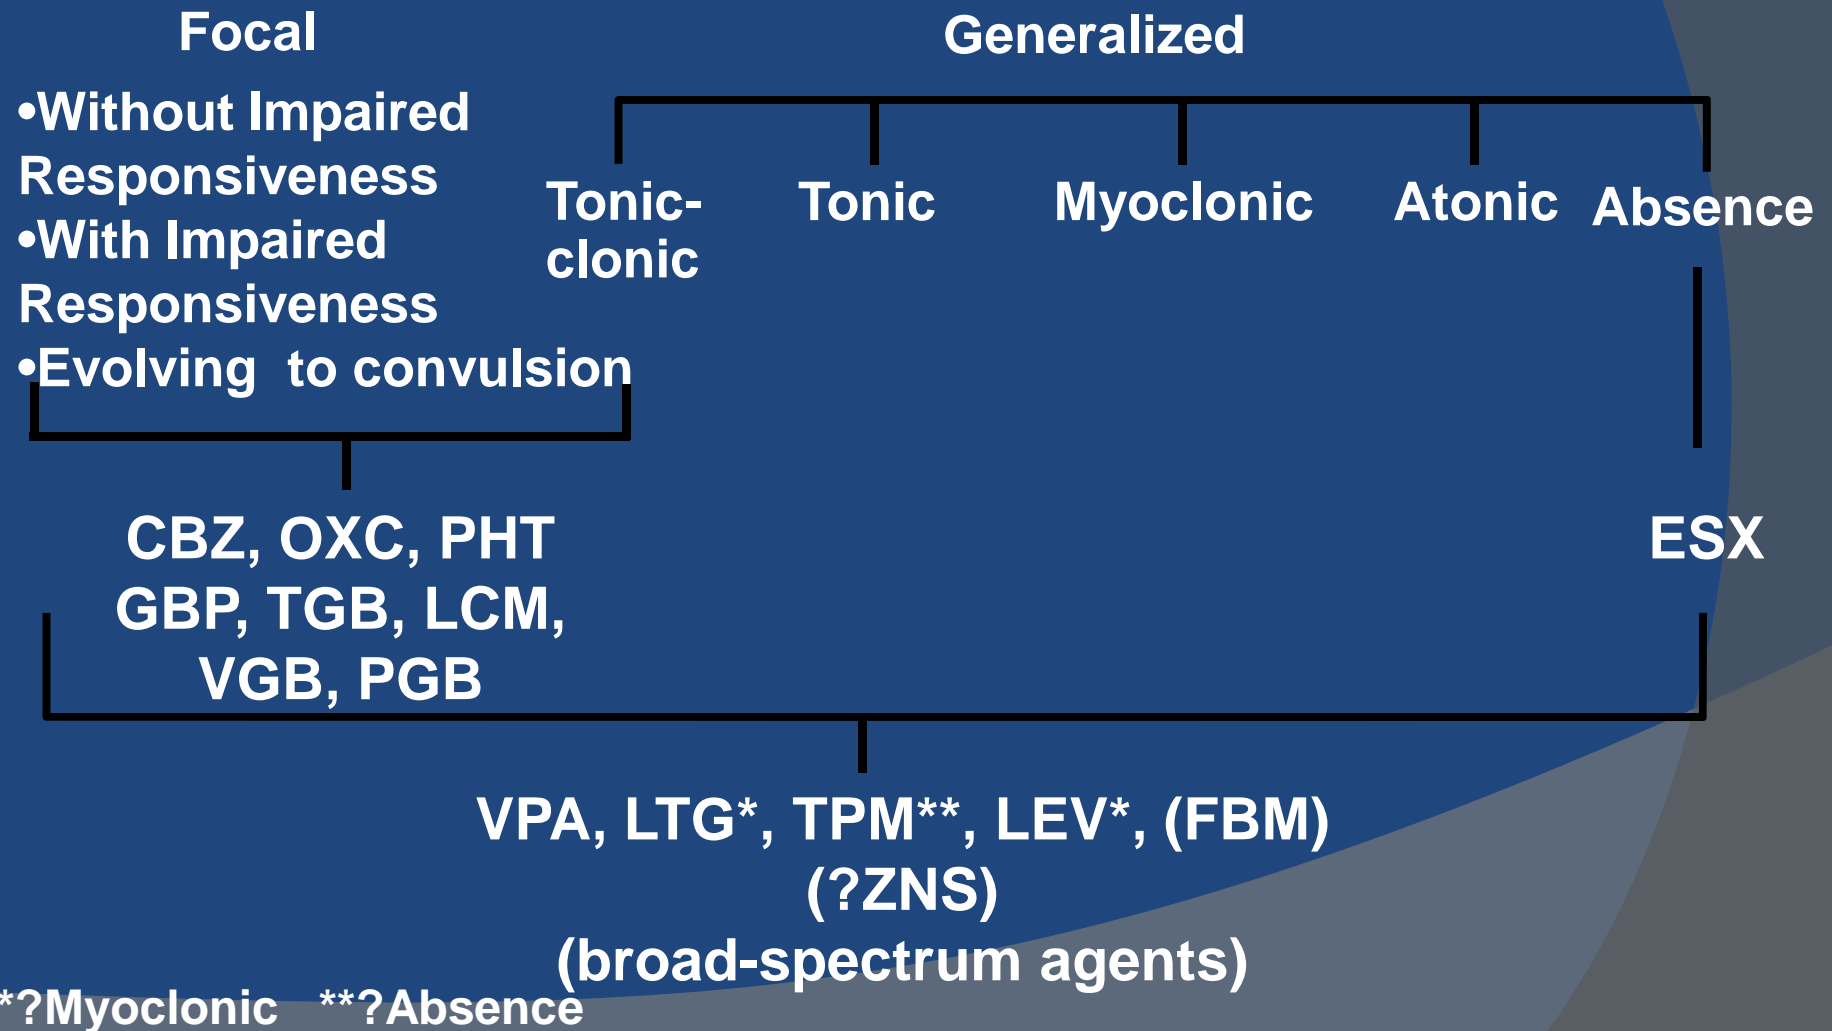 Focal
•Without Impaired
Responsiveness
•With Impaired
Responsiveness
•Evolving to convulsion
Generalized
Tonic-
clonic
Tonic
Myoclonic
Atonic
Absence
CBZ, OXC, PHT
GBP, TGB, LCM,
VGB, PGB
ESX
VPA, LTG*, TPM**, LEV*, (FBM)
(?ZNS)
(broad-spectrum agents)
*?Myoclonic **?Absence